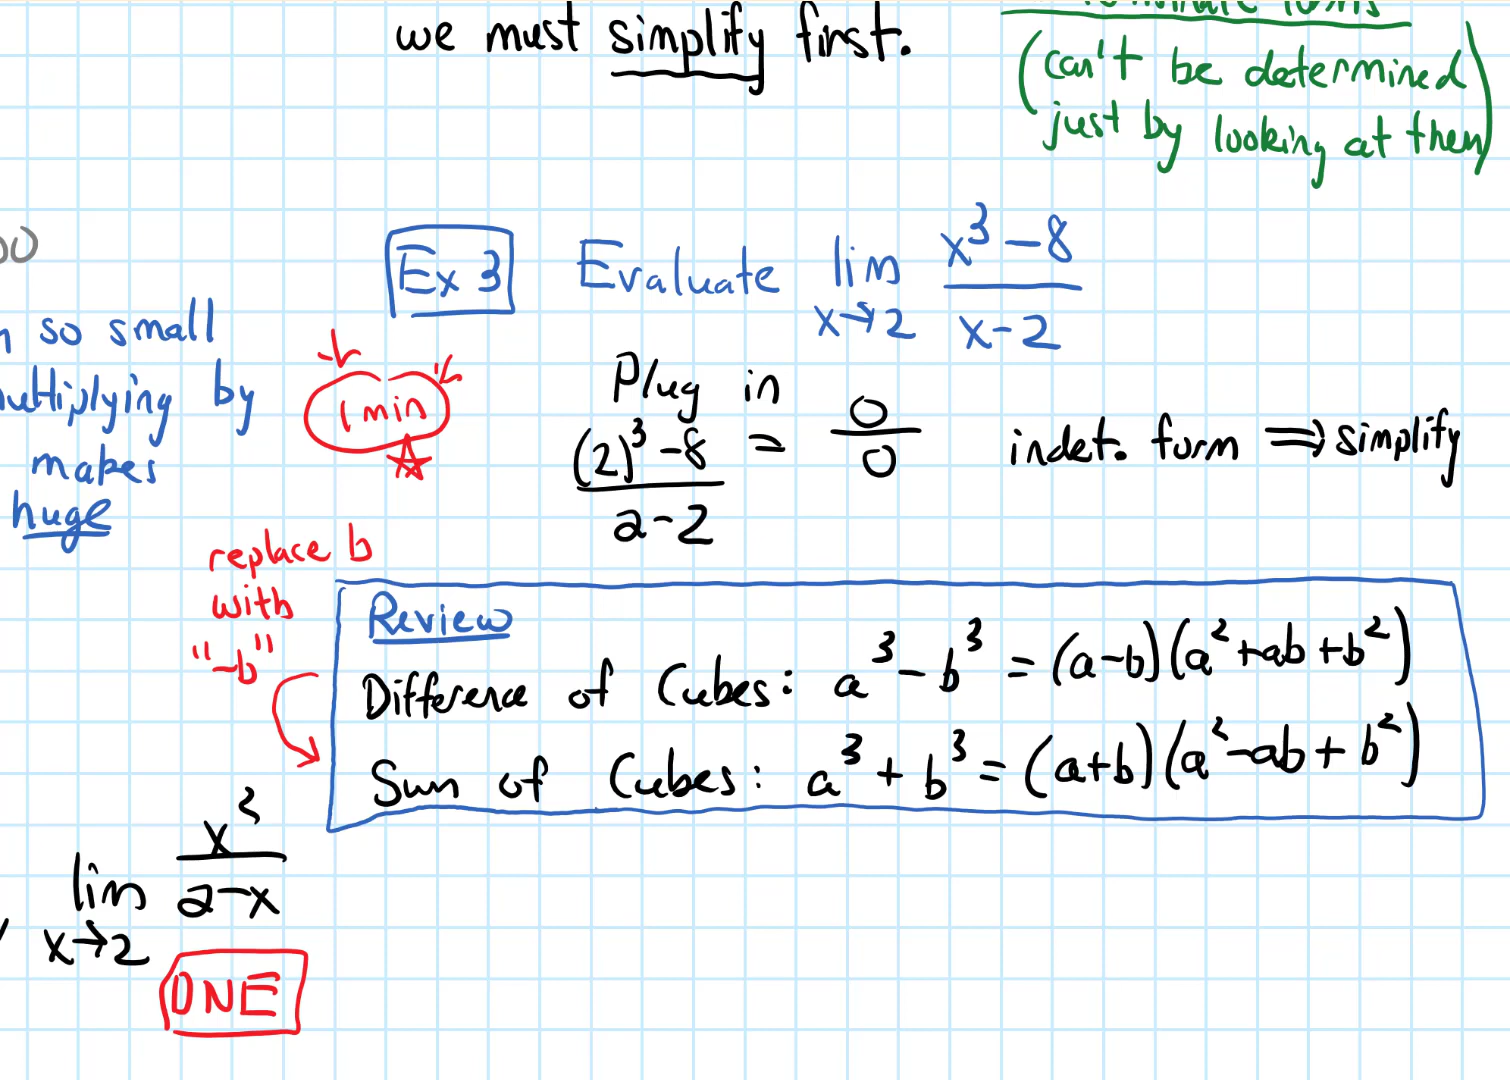 we must simplify first.
(can't be determined
just by looking at them)
Ex 3 Evaluate lim x→2 x³-8 / x-2
so small
multiplying by
makes
huge
1 min
Plug in
(2)³-8 / 2-2 = 0/0 indet. form ⟹ simplify
replace b
with
"-b"
Review
Difference of Cubes: a³ - b³ = (a-b)(a²+ab+b²)
Sum of Cubes: a³ + b³ = (a+b)(a²-ab+b²)
lim x→2 x² / 2-x
DNE